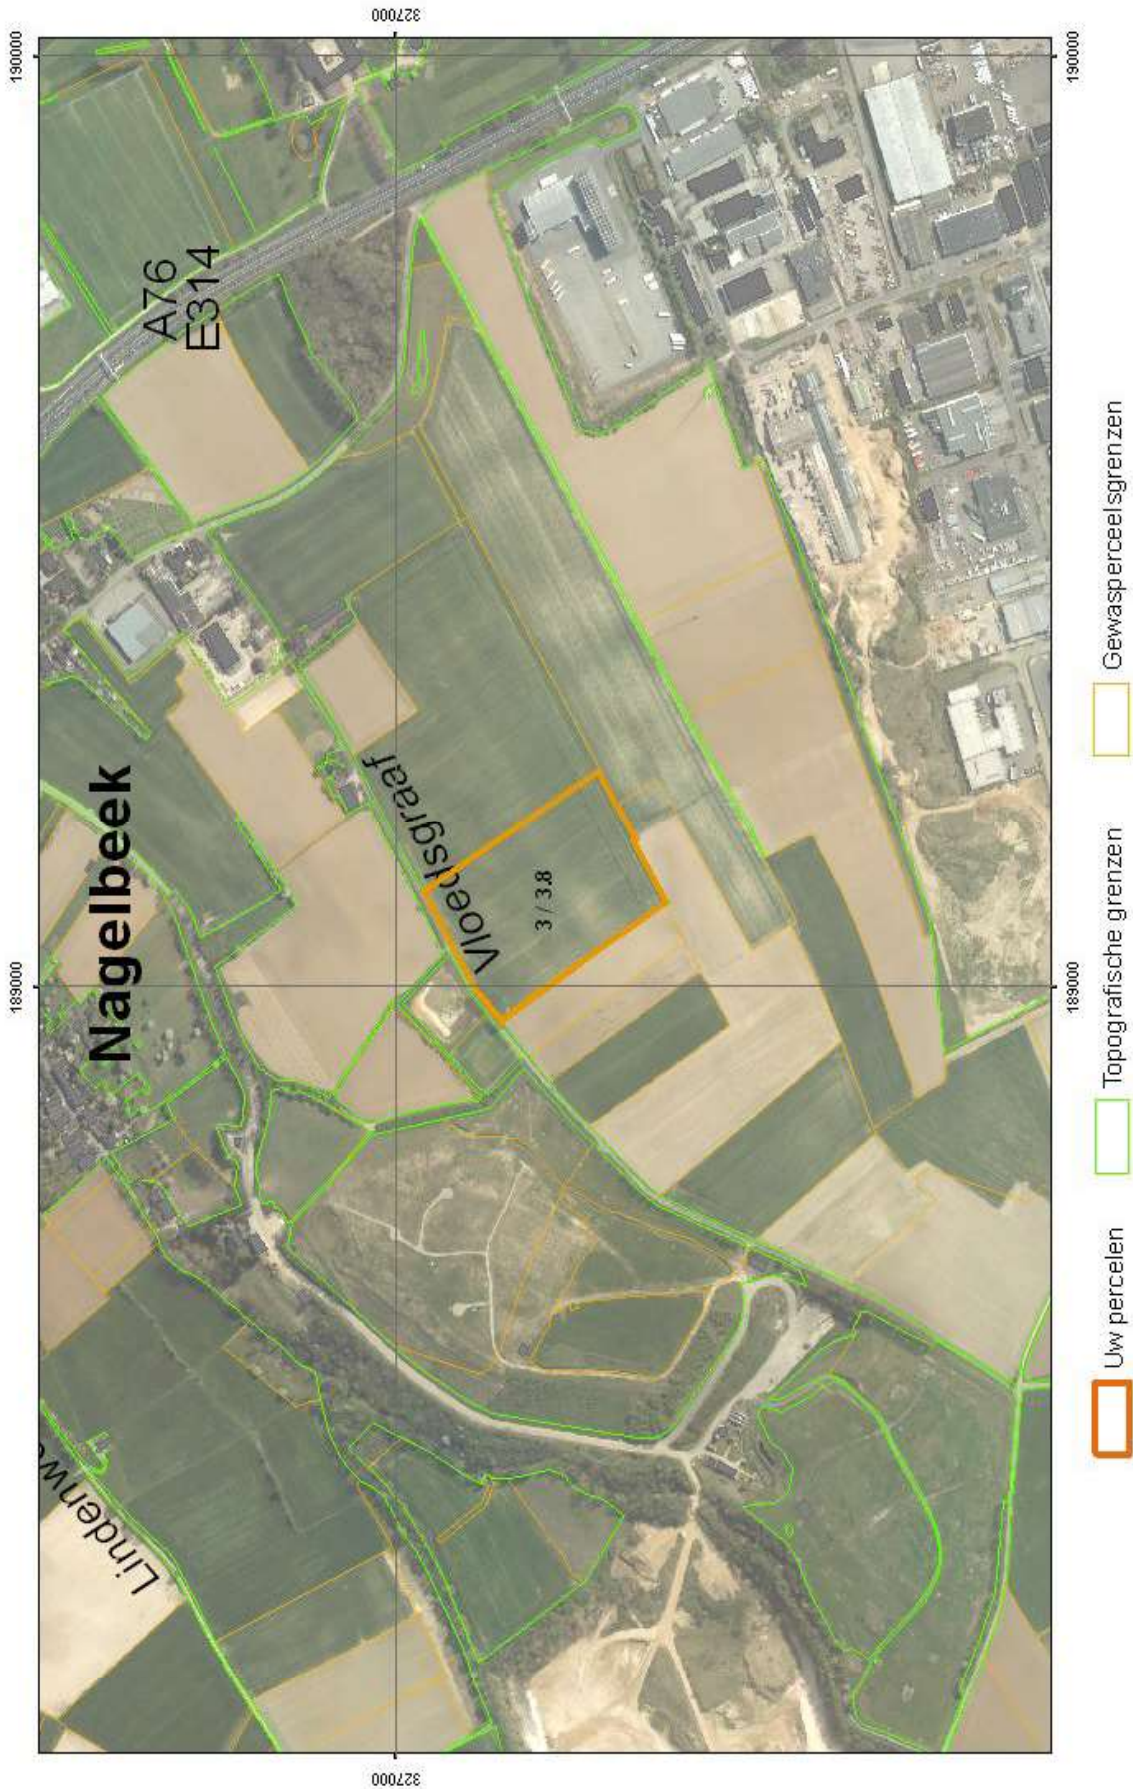 327000
190000
190000
A76
E314
Nagelbeek
Vloedsgraaf
3 / 3.8
189000
189000
Lindenwe
327000
Uw percelen
Topografische grenzen
Gewasperceelsgrenzen